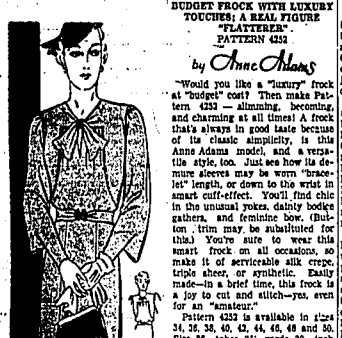 BUDGET FROCK WITH LUXURY
TOUCHES; A REAL FIGURE
"FLATTERER".
PATTERN 4252
by Anne Adams
"Would you like a "luxury" frock
at "budget" cost? Then make Pat-
tern 4252 — slimming, becoming,
and charming at all times! A frock
that's always in good taste because
of its classic simplicity, is this
Anne Adams model, and a versa-
tile style, too. Just see how its de-
mure sleeves may be worn "brace-
let" length, or down to the wrist in
smart cuff-effect. You'll find chic
in the unusual yokes, dainty bodice
gathers, and feminine bow. (But-
ton trim may be substituted for
this.) You're sure to wear this
smart frock on all occasions, so
make it of serviceable silk crepe,
triple sheer, or synthetic. Easily
made—in a brief time, this frock is
a joy to cut and stitch—yes, even
for an "amateur."
Pattern 4252 is available in sizes
34, 36, 38, 40, 42, 44, 46, 48 and 50.